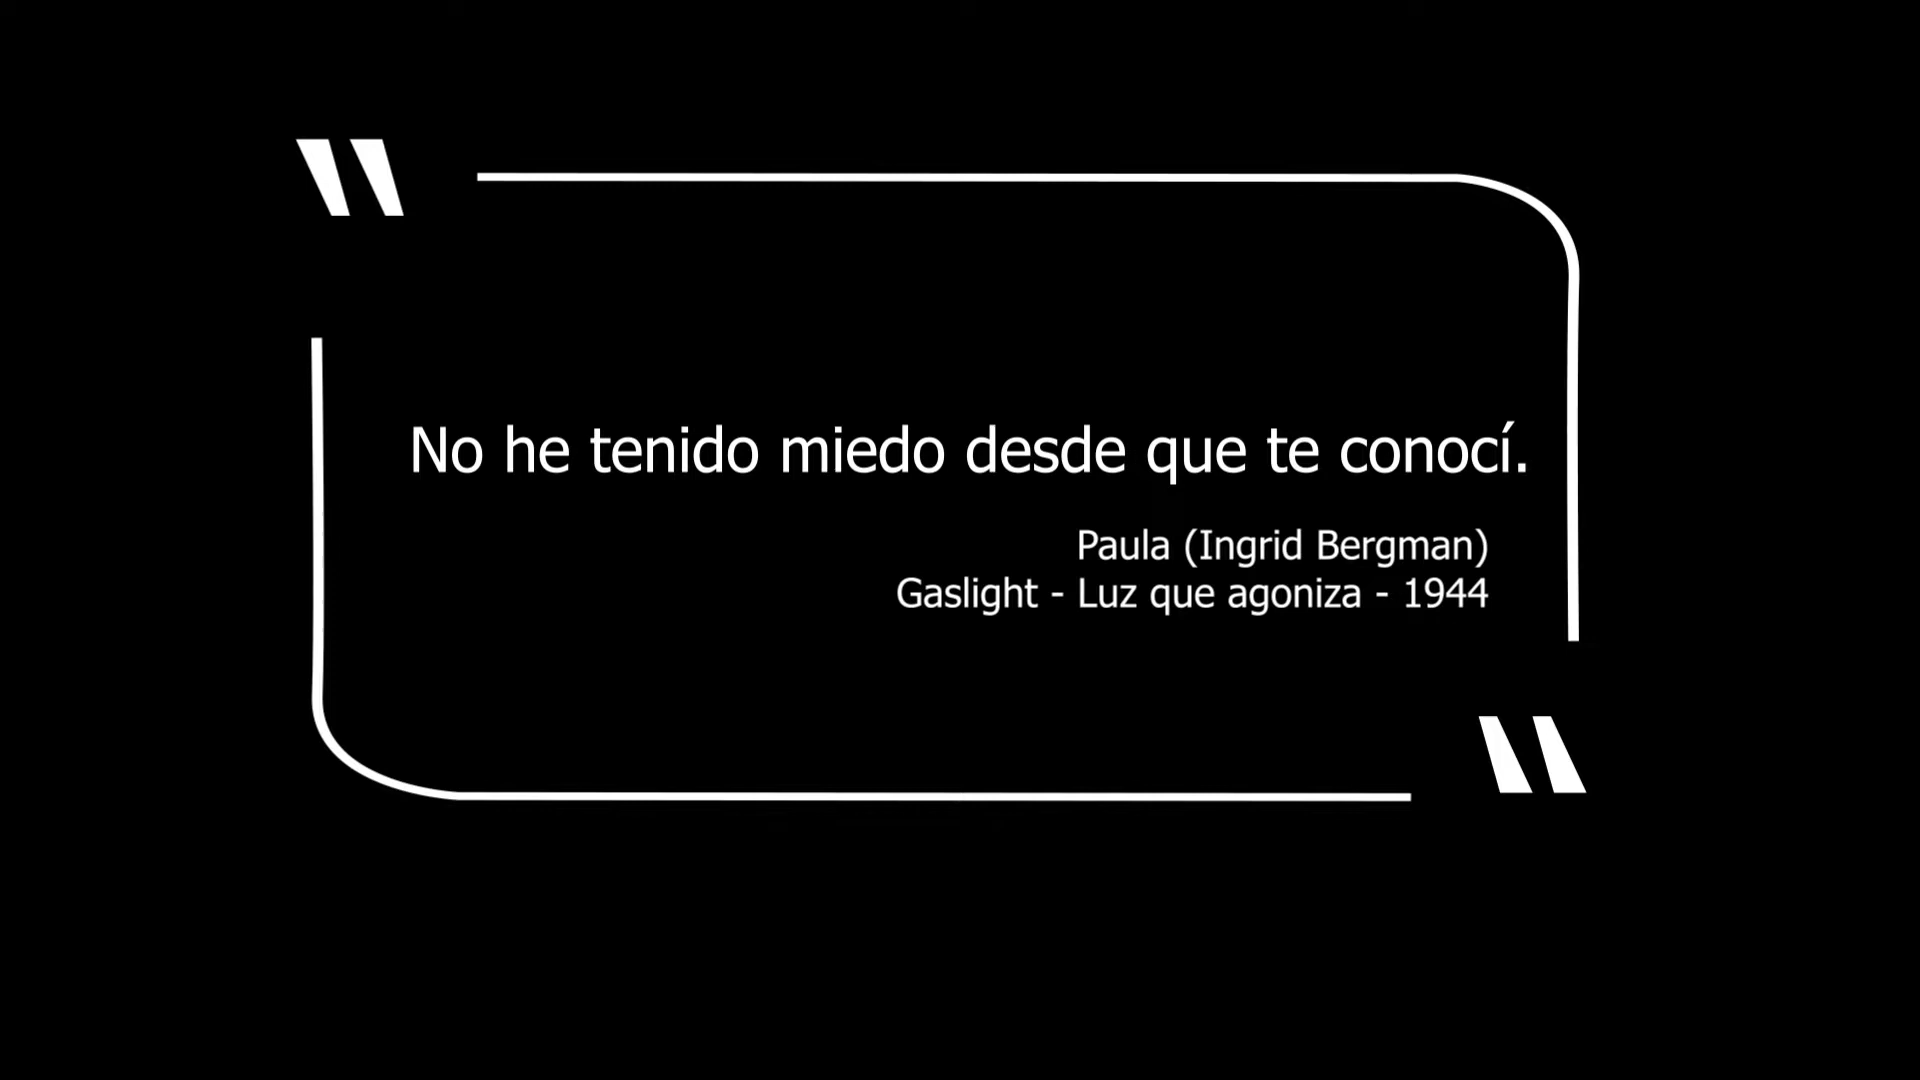 No he tenido miedo desde que te conocí.
Paula (Ingrid Bergman)
Gaslight - Luz que agoniza - 1944